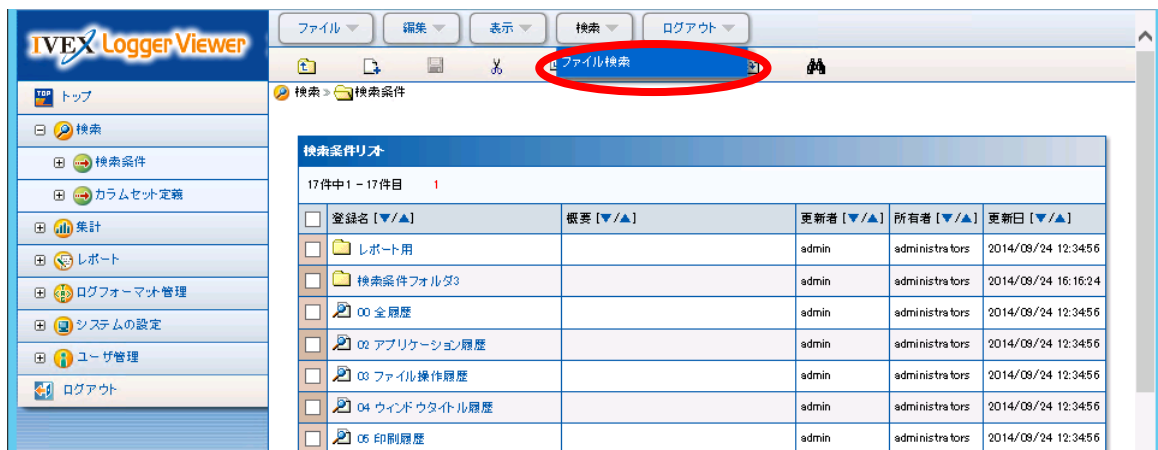 IVEX Logger Viewer
ファイル 編集 表示 検索 ログアウト
ファイル検索
TOP トップ
検索
検索条件
カラムセット定義
集計
レポート
ログフォーマット管理
システムの設定
ユーザ管理
ログアウト
検索 » 検索条件
検索条件リスト
17件中1-17件目 1
登録名 [▼/▲] 概要 [▼/▲] 更新者 [▼/▲] 所有者 [▼/▲] 更新日 [▼/▲]
レポート用 admin administrators 2014/09/24 12:34:56
検索条件フォルダ3 admin administrators 2014/09/24 16:16:24
00 全履歴 admin administrators 2014/09/24 12:34:56
02 アプリケーション履歴 admin administrators 2014/09/24 12:34:56
03 ファイル操作履歴 admin administrators 2014/09/24 12:34:56
04 ウィンドウタイトル履歴 admin administrators 2014/09/24 12:34:56
05 印刷履歴 admin administrators 2014/09/24 12:34:56